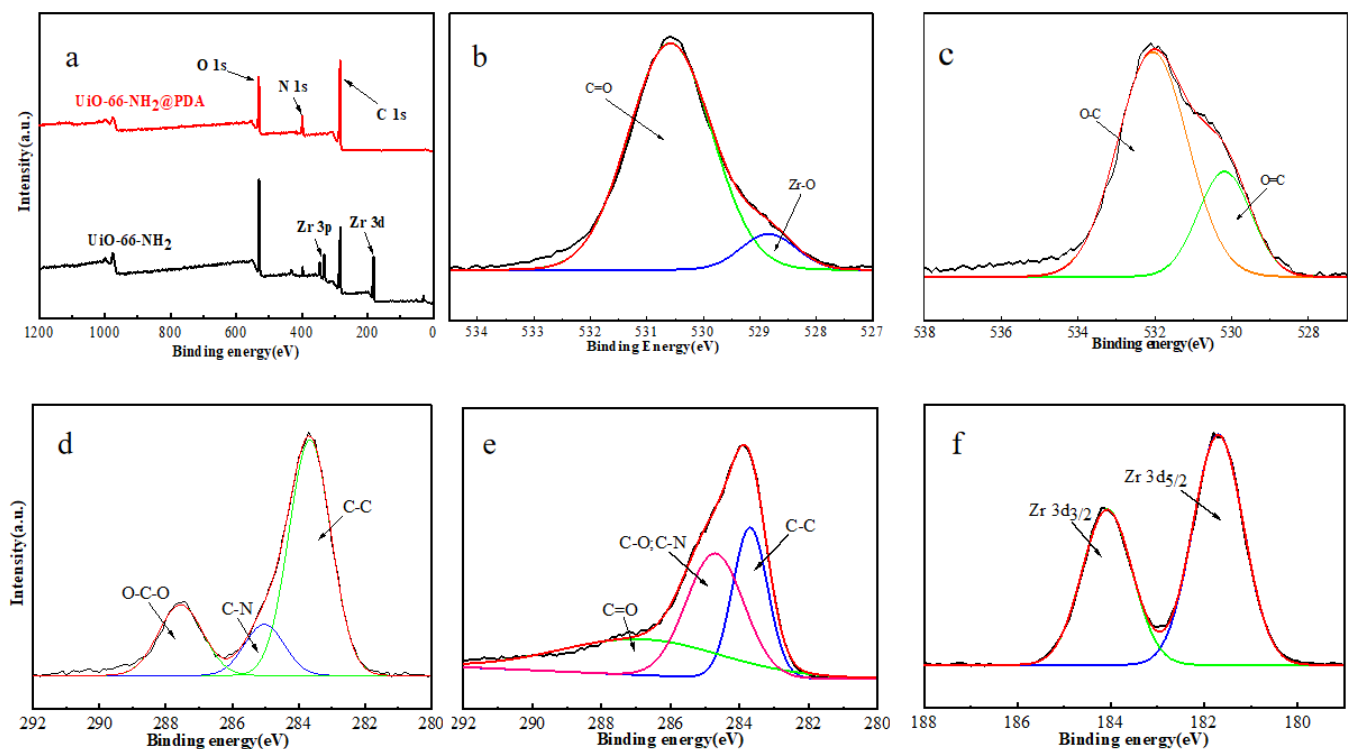 a
O 1s
N 1s
C 1s
UiO-66-NH2@PDA
Zr 3p
Zr 3d
UiO-66-NH2
Intensity(a.u.)
1200 1000 800 600 400 200 0
Binding energy(eV)
b
C=O
Zr-O
534 533 532 531 530 529 528 527
Binding Energy(eV)
c
O-C
O=C
538 536 534 532 530 528
Binding energy(eV)
d
C-C
O-C-O
C-N
Intensity(a.u.)
292 290 288 286 284 282 280
Binding energy(eV)
e
C-C
C-O;C-N
C=O
292 290 288 286 284 282 280
Binding energy(eV)
f
Zr 3d5/2
Zr 3d3/2
188 186 184 182 180
Binding energy(eV)